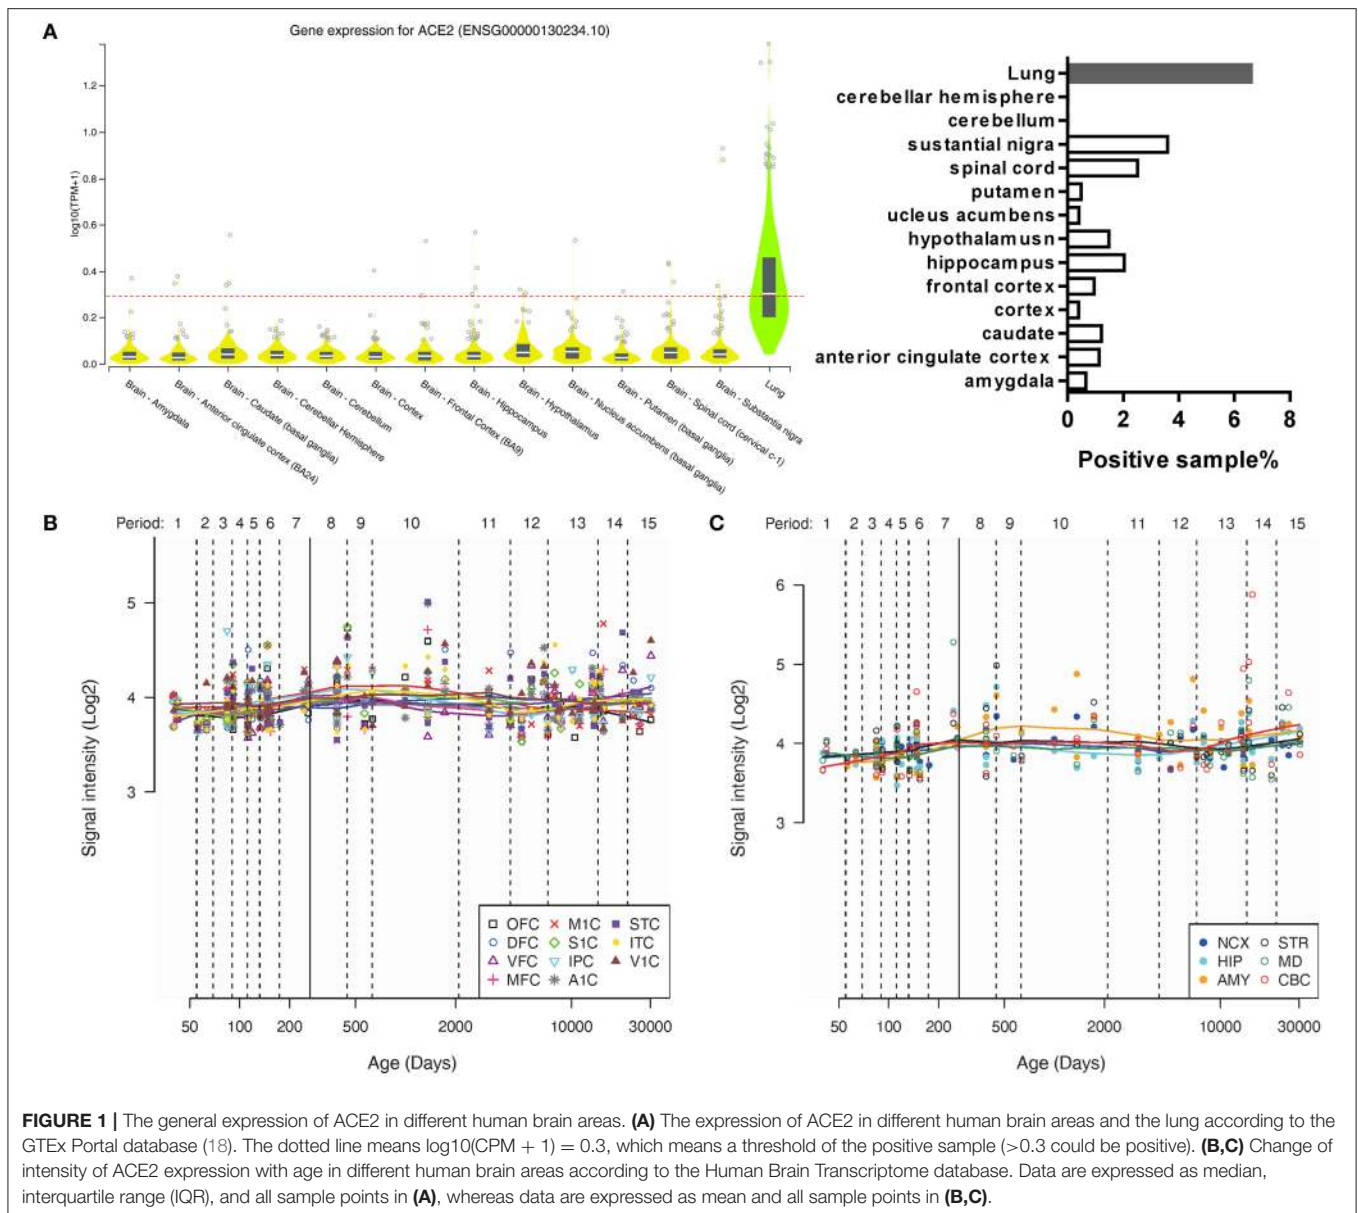 A
Gene expression for ACE2 (ENSG00000130234.10)
log10(TPM+1)
1.2
1.0
0.8
0.6
0.4
0.2
0.0
Brain - Amygdala
Brain - Anterior cingulate cortex (BA24)
Brain - Caudate (basal ganglia)
Brain - Cerebellar Hemisphere
Brain - Cerebellum
Brain - Cortex
Brain - Frontal Cortex (BA9)
Brain - Hippocampus
Brain - Hypothalamus
Brain - Nucleus accumbens (basal ganglia)
Brain - Putamen (basal ganglia)
Brain - Spinal cord (cervical c-1)
Brain - Substantia nigra
Lung
Lung
cerebellar hemisphere
cerebellum
sustantial nigra
spinal cord
putamen
ucleus acumbens
hypothalamusn
hippocampus
frontal cortex
cortex
caudate
anterior cingulate cortex
amygdala
0 2 4 6 8
Positive sample%
B
Period: 1 2 3 4 5 6 7 8 9 10 11 12 13 14 15
Signal intensity (Log2)
5
4
3
OFC M1C STC
DFC S1C ITC
VFC IPC V1C
MFC A1C
50 100 200 500 2000 10000 30000
Age (Days)
C
Period: 1 2 3 4 5 6 7 8 9 10 11 12 13 14 15
Signal intensity (Log2)
6
5
4
3
NCX STR
HIP MD
AMY CBC
50 100 200 500 2000 10000 30000
Age (Days)
FIGURE 1 | The general expression of ACE2 in different human brain areas. (A) The expression of ACE2 in different human brain areas and the lung according to the
GTEx Portal database (18). The dotted line means log10(CPM + 1) = 0.3, which means a threshold of the positive sample (>0.3 could be positive). (B,C) Change of
intensity of ACE2 expression with age in different human brain areas according to the Human Brain Transcriptome database. Data are expressed as median,
interquartile range (IQR), and all sample points in (A), whereas data are expressed as mean and all sample points in (B,C).